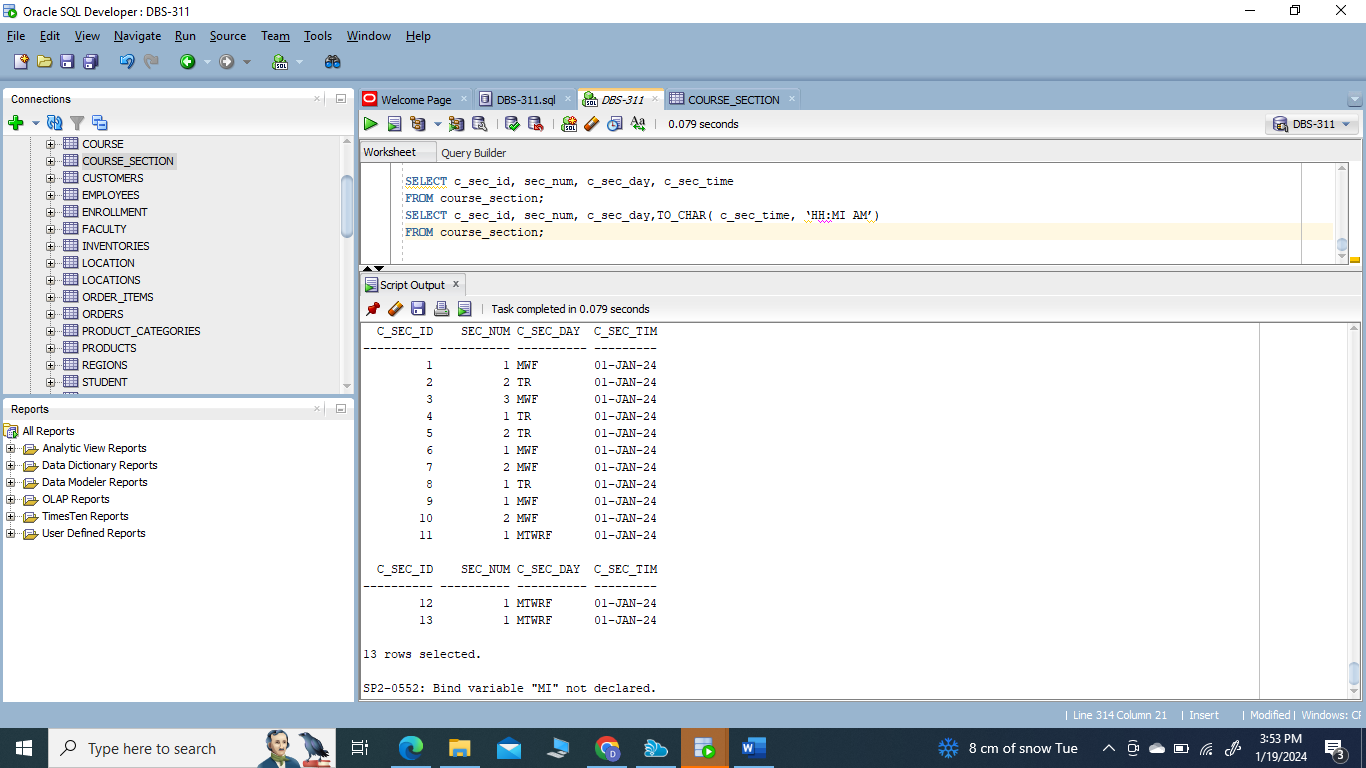 Oracle SQL Developer : DBS-311
File Edit View Navigate Run Source Team Tools Window Help
Connections
COURSE
COURSE_SECTION
CUSTOMERS
EMPLOYEES
ENROLLMENT
FACULTY
INVENTORIES
LOCATION
LOCATIONS
ORDER_ITEMS
ORDERS
PRODUCT_CATEGORIES
PRODUCTS
REGIONS
STUDENT
Reports
All Reports
Analytic View Reports
Data Dictionary Reports
Data Modeler Reports
OLAP Reports
TimesTen Reports
User Defined Reports
Welcome Page DBS-311.sql DBS-311 COURSE_SECTION
SQL SQL Aa 0.079 seconds DBS-311
Worksheet Query Builder
SELECT c_sec_id, sec_num, c_sec_day, c_sec_time
FROM course_section;
SELECT c_sec_id, sec_num, c_sec_day,TO_CHAR( c_sec_time, ‘HH:MI AM’)
FROM course_section;
Script Output x
Task completed in 0.079 seconds
C_SEC_ID SEC_NUM C_SEC_DAY C_SEC_TIM
---------- ---------- ---------- ---------
1 1 MWF 01-JAN-24
2 2 TR 01-JAN-24
3 3 MWF 01-JAN-24
4 1 TR 01-JAN-24
5 2 TR 01-JAN-24
6 1 MWF 01-JAN-24
7 2 MWF 01-JAN-24
8 1 TR 01-JAN-24
9 1 MWF 01-JAN-24
10 2 MWF 01-JAN-24
11 1 MTWRF 01-JAN-24
C_SEC_ID SEC_NUM C_SEC_DAY C_SEC_TIM
---------- ---------- ---------- ---------
12 1 MTWRF 01-JAN-24
13 1 MTWRF 01-JAN-24
13 rows selected.
SP2-0552: Bind variable "MI" not declared.
| Line 314 Column 21 | Insert | Modified | Windows: CF
Type here to search
8 cm of snow Tue
3:53 PM
1/19/2024
3